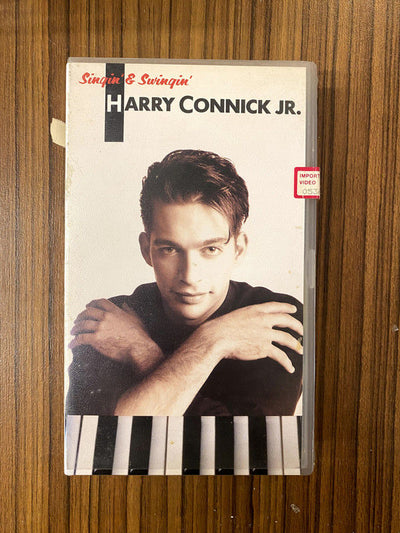 Singin' & Swingin'
HARRY CONNICK JR.
IMPORT
VIDEO